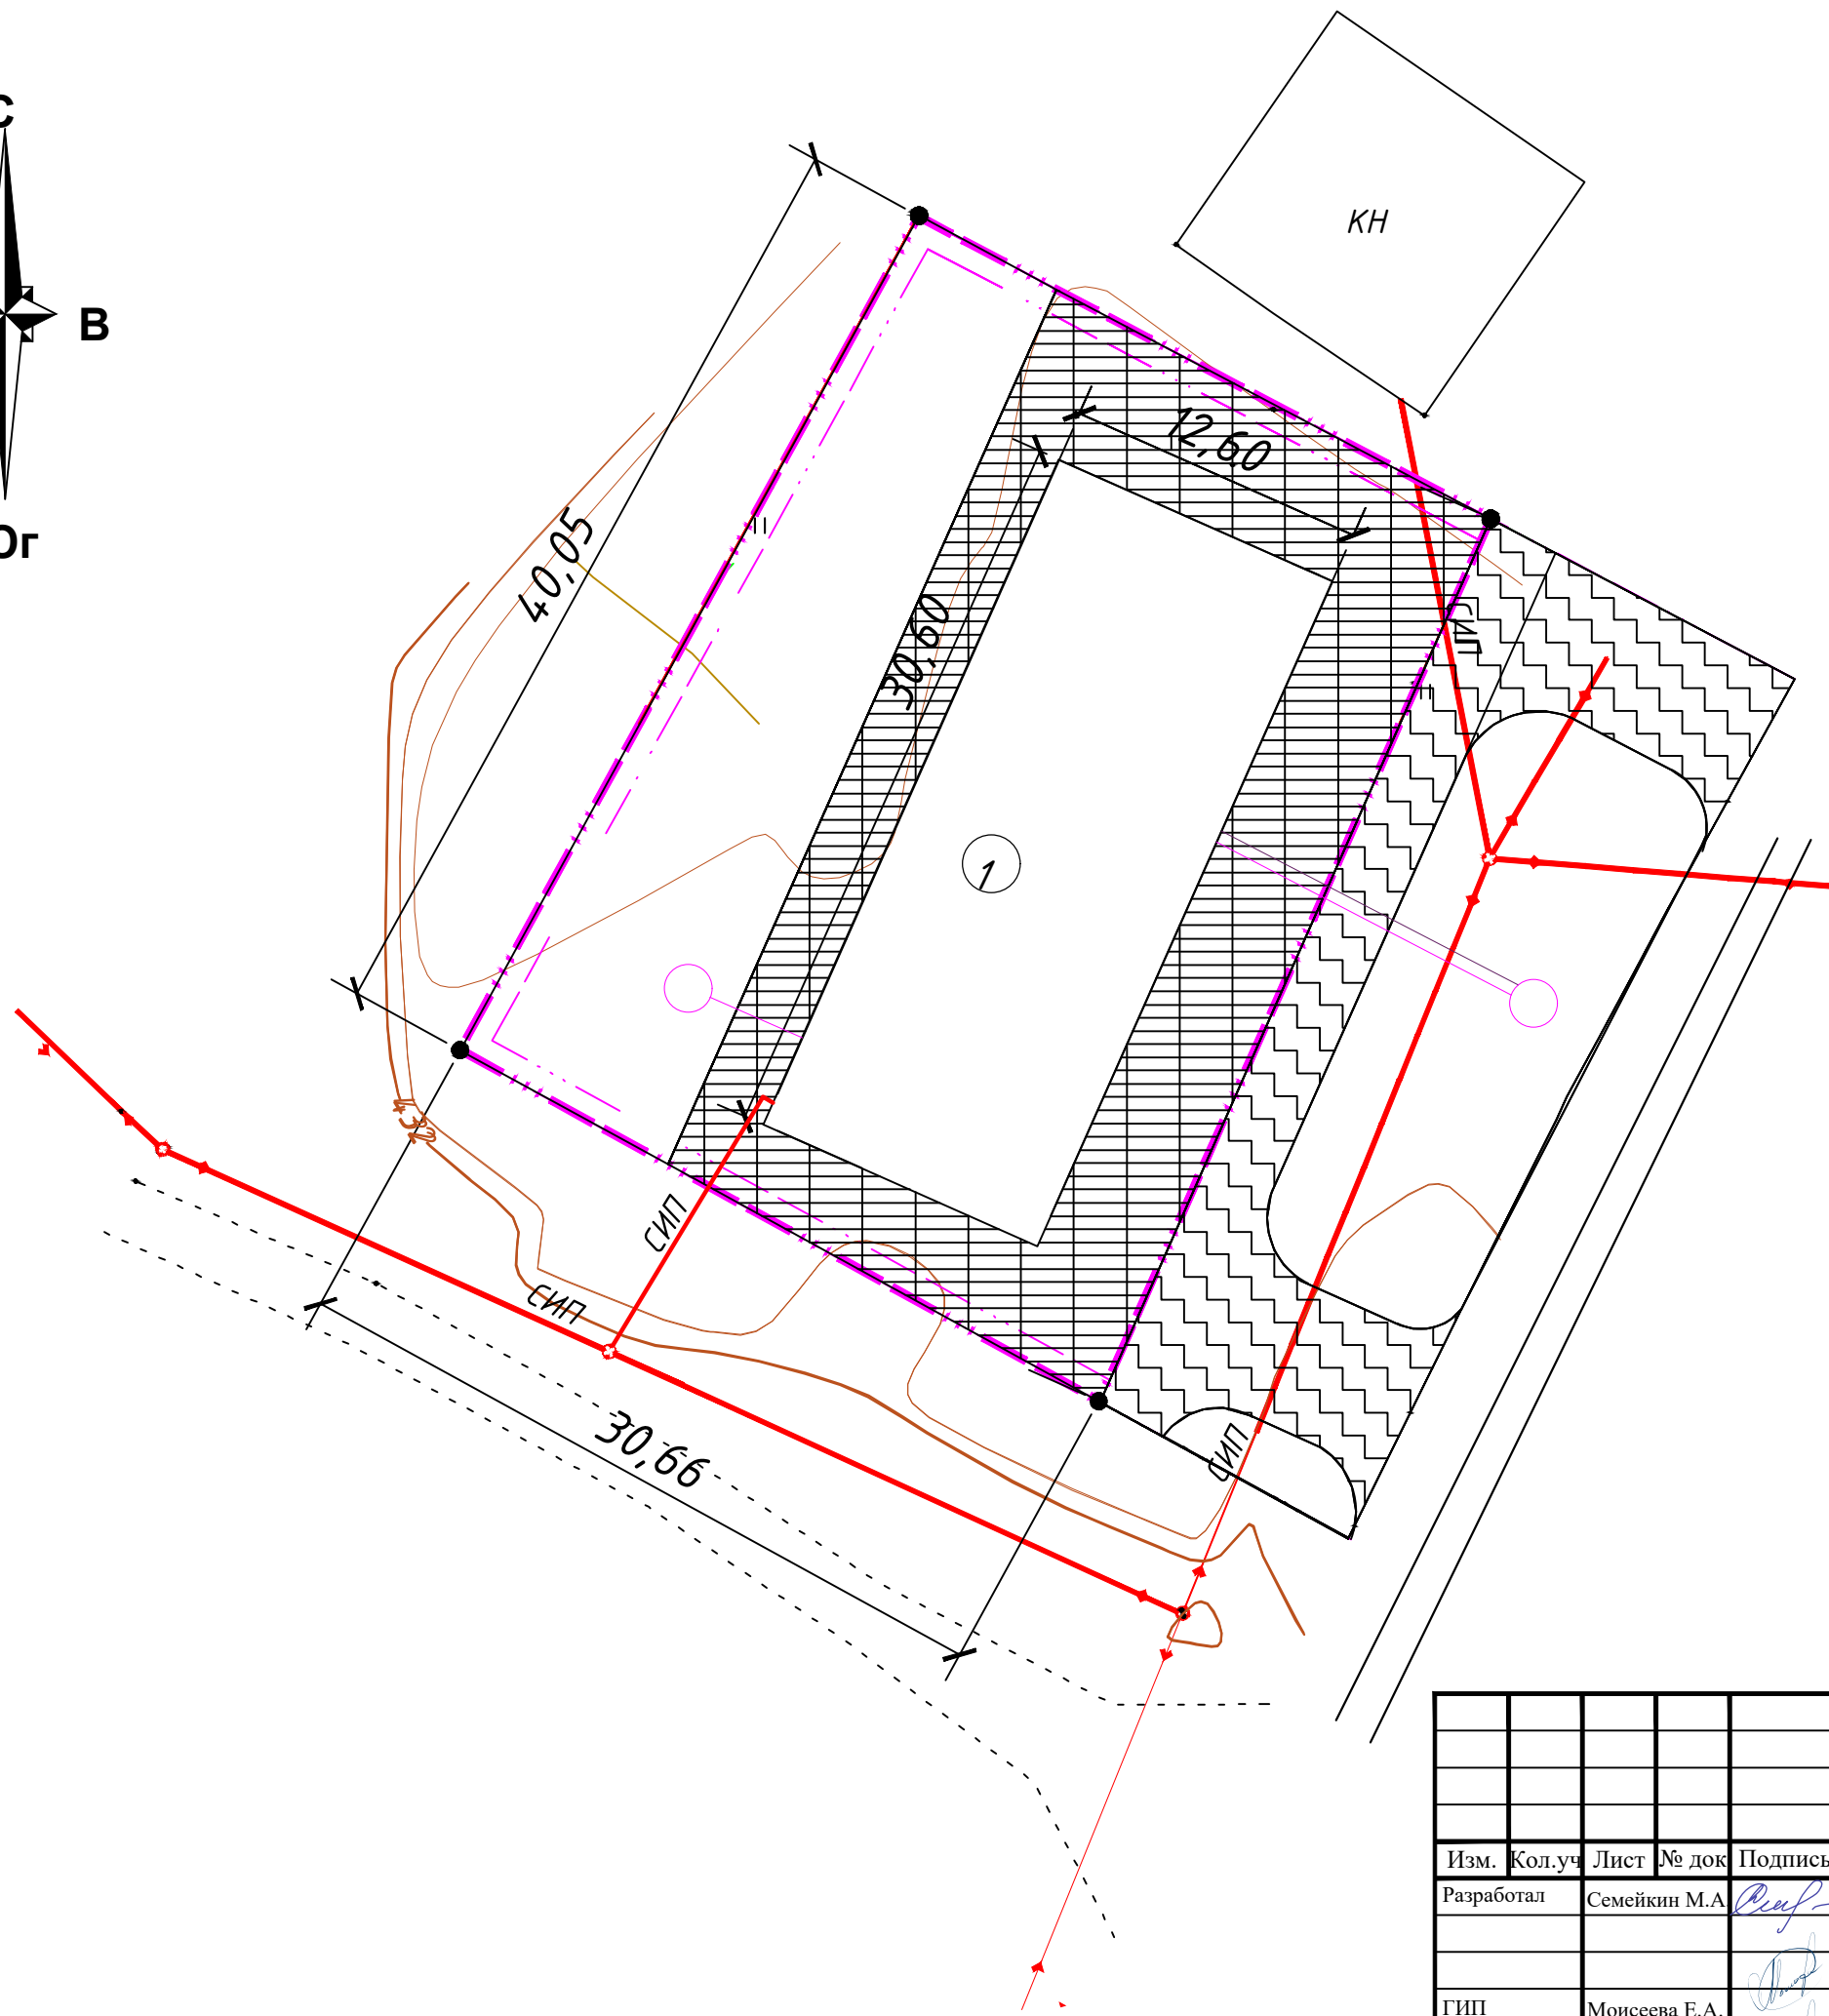 С
В
Юг
КН
12,60
40,05
30,60
СИП
1
СИП
СИП
30,66
СИП
Изм. Кол.уч Лист № док Подпись
Разработал Семейкин М.А
ГИП Моисеева Е.А.